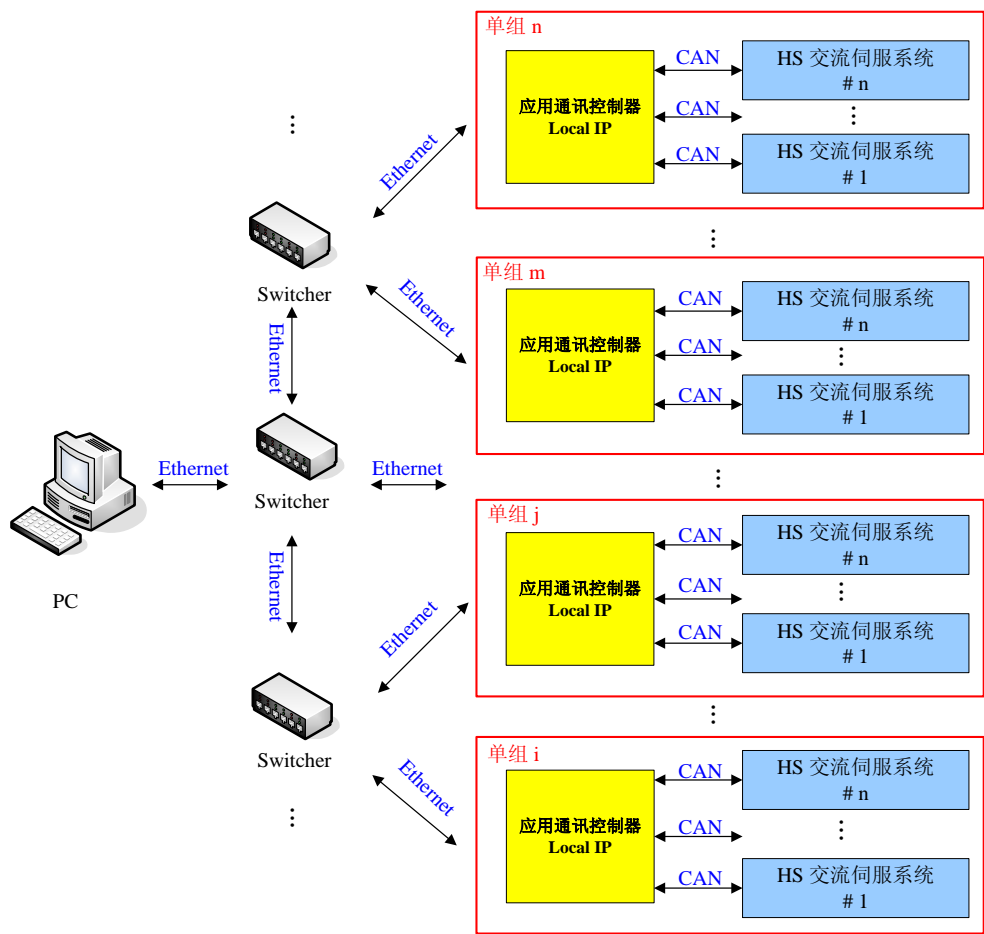 单组 n
应用通讯控制器
Local IP
CAN
CAN
CAN
HS 交流伺服系统
# n
⋮
HS 交流伺服系统
# 1
⋮
单组 m
应用通讯控制器
Local IP
CAN
CAN
CAN
HS 交流伺服系统
# n
⋮
HS 交流伺服系统
# 1
⋮
单组 j
应用通讯控制器
Local IP
CAN
CAN
CAN
HS 交流伺服系统
# n
⋮
HS 交流伺服系统
# 1
⋮
单组 i
应用通讯控制器
Local IP
CAN
CAN
CAN
HS 交流伺服系统
# n
⋮
HS 交流伺服系统
# 1
⋮
Ethernet
Switcher
Ethernet
Ethernet
Ethernet
Switcher
Ethernet
PC
Ethernet
Ethernet
Switcher
Ethernet
⋮